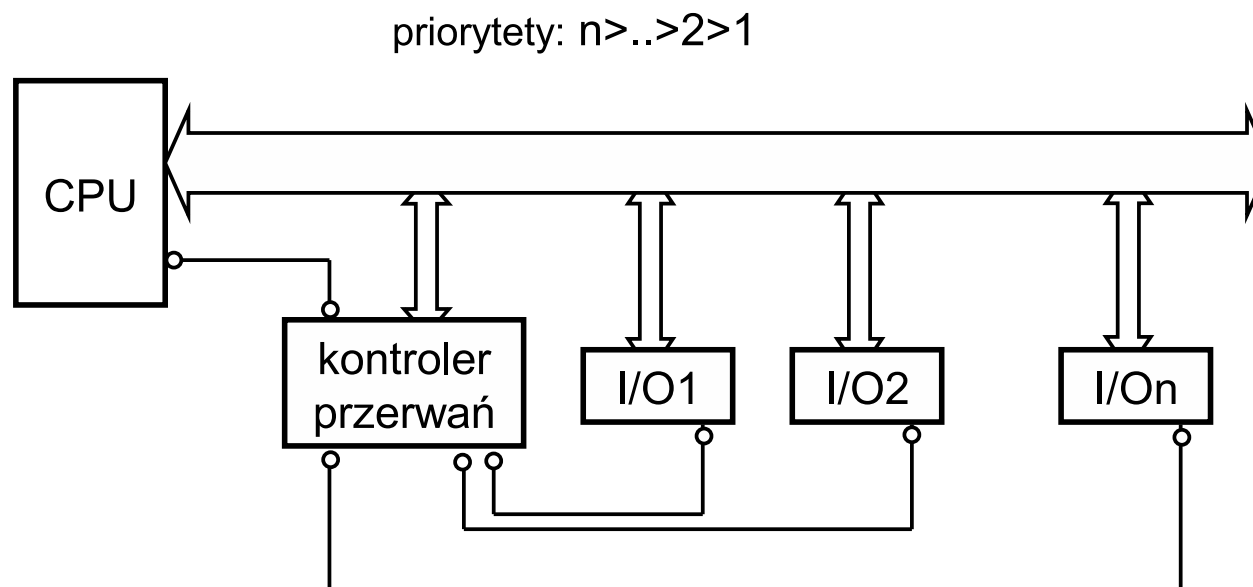 priorytety: n>..>2>1
CPU
kontroler
przerwań
I/O1
I/O2
I/On